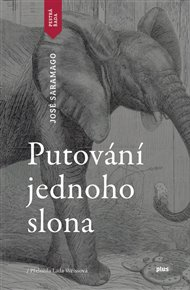 PESTRÁ
ŘADA
JOSÉ SARAMAGO
Putování
jednoho
slona
/ Přeložila Lada Weissová
plus